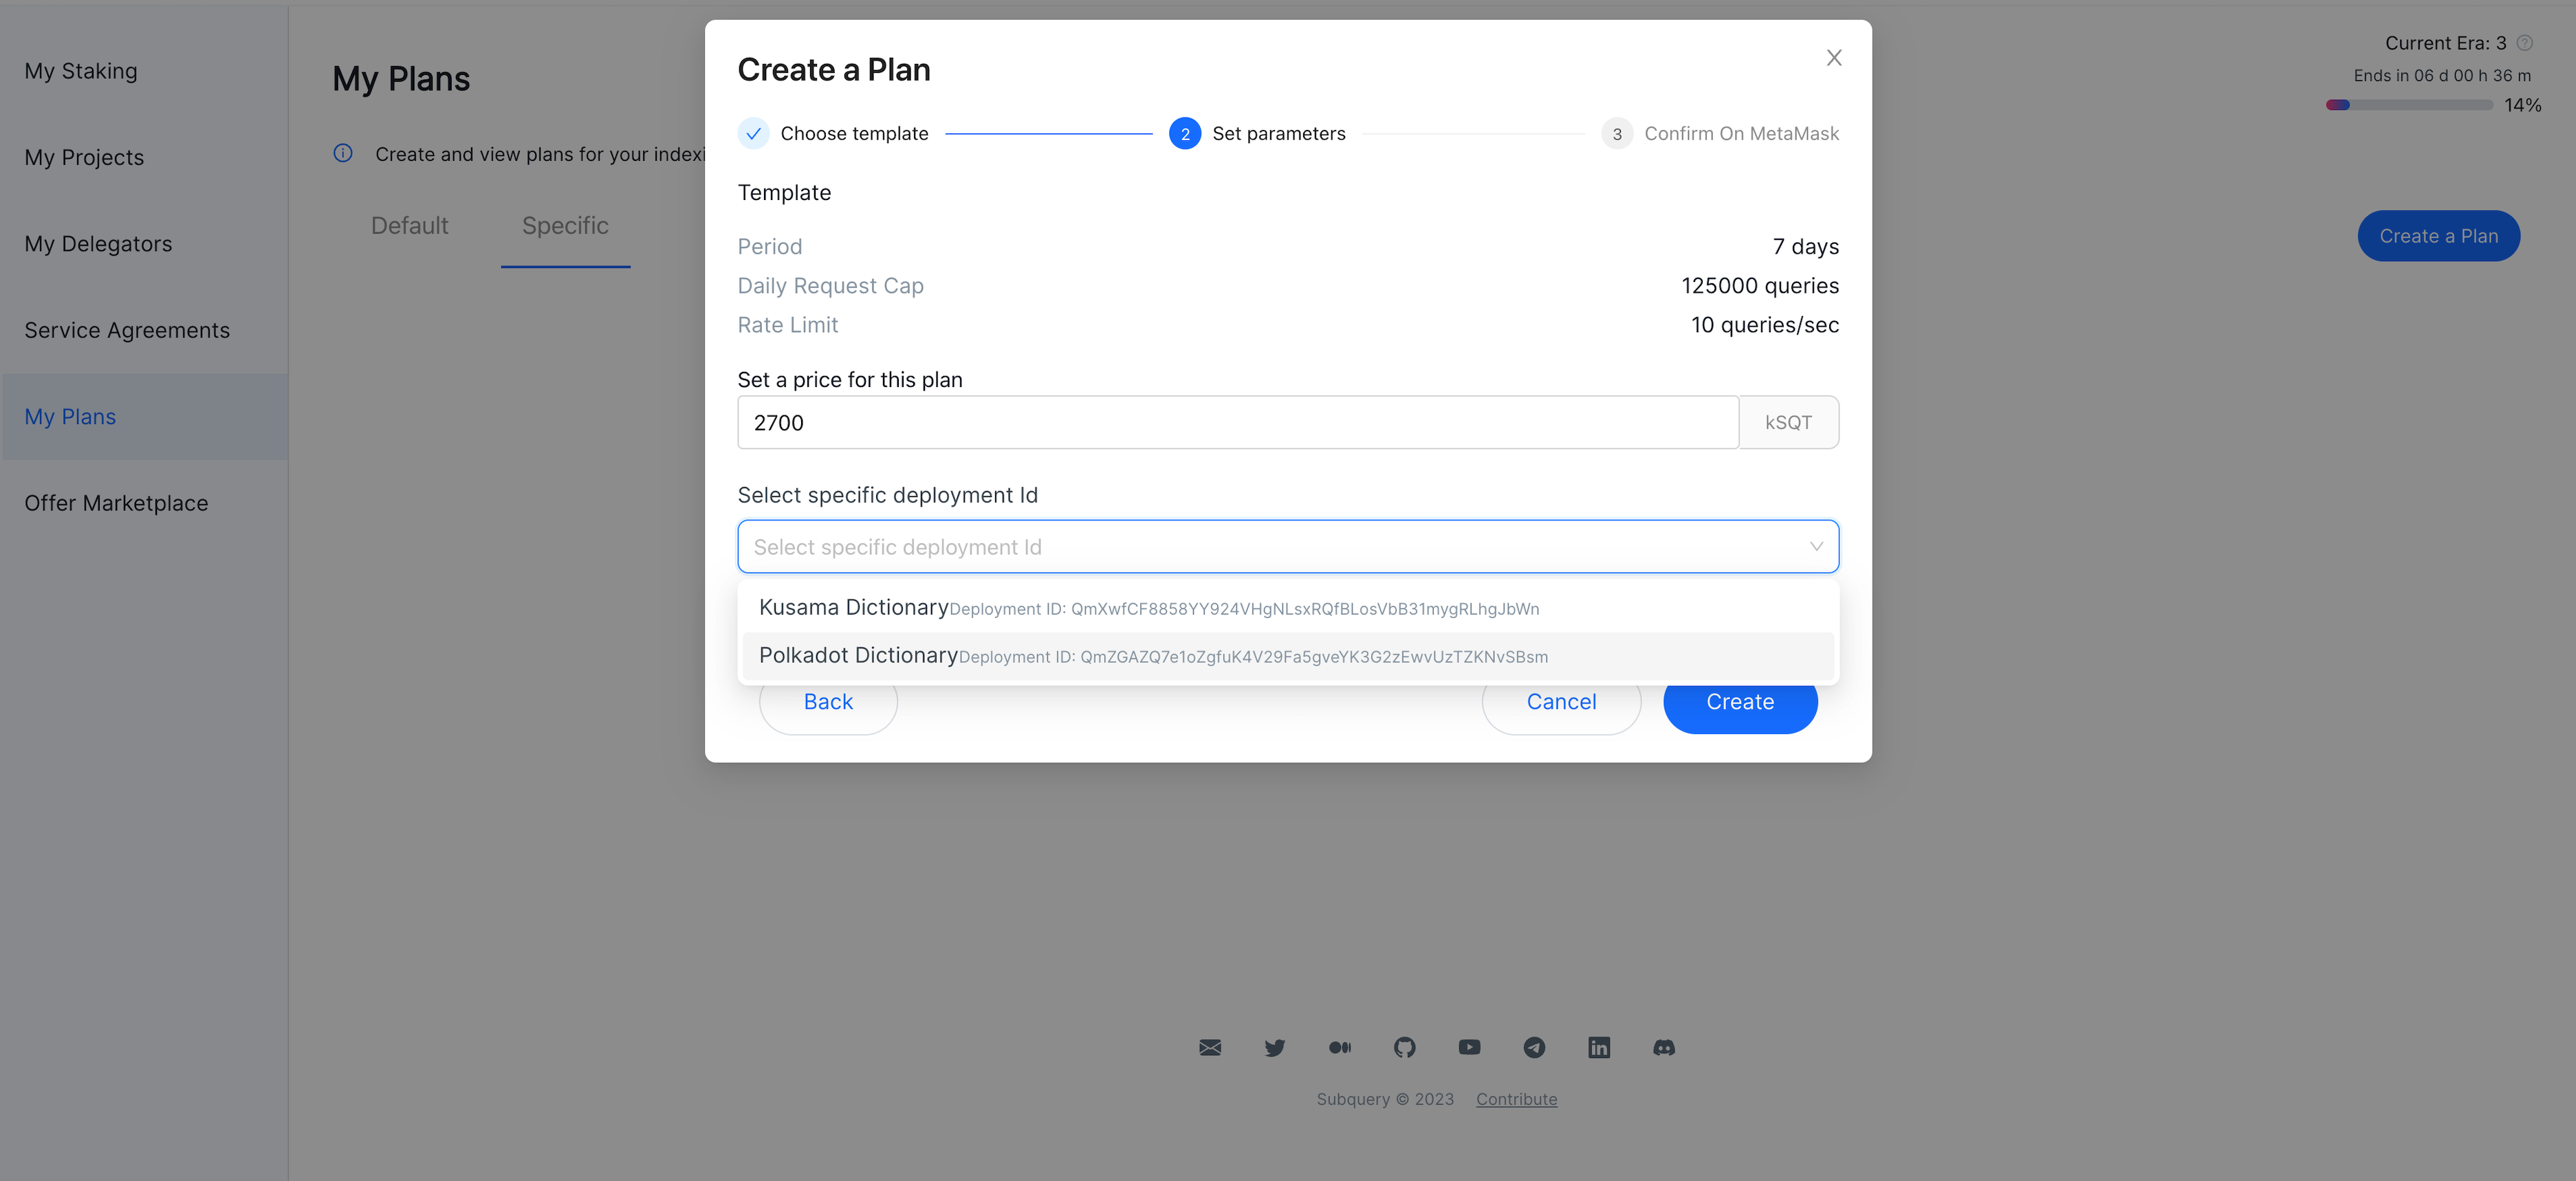 My Staking
My Projects
My Delegators
Service Agreements
My Plans
Offer Marketplace
My Plans
Create and view plans for your indexi
Default
Specific
Create a Plan
Choose template
2
Set parameters
3
Confirm On MetaMask
Template
Period
7 days
Daily Request Cap
125000 queries
Rate Limit
10 queries/sec
Set a price for this plan
2700
kSQT
Select specific deployment Id
Select specific deployment Id
Kusama Dictionary Deployment ID: QmXwfCF8858YY924VHgNLsxRQfBLosVbB31mygRLhgJbWn
Polkadot Dictionary Deployment ID: QmZGAZQ7e1oZgfuK4V29Fa5gveYK3G2zEwvUzTZKNvSBsm
Back
Cancel
Create
Current Era: 3
Ends in 06 d 00 h 36 m
14%
Create a Plan
Subquery © 2023
Contribute